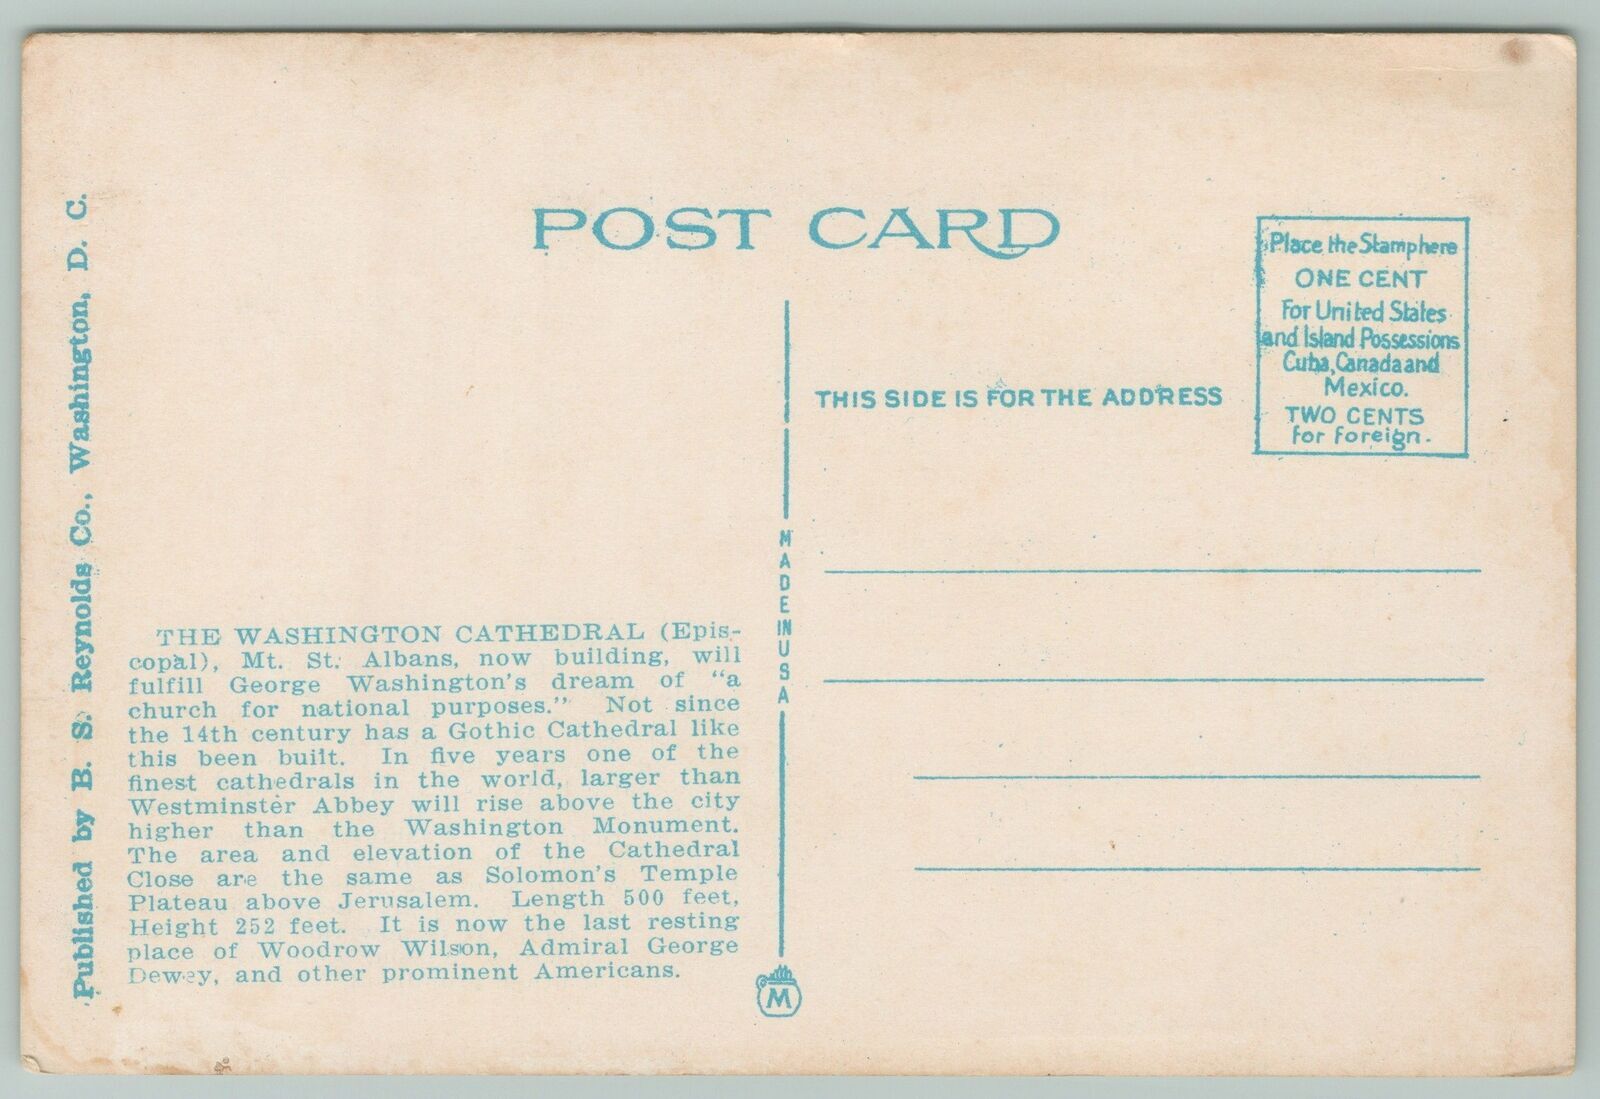 POST CARD
Place the Stamp here
ONE CENT
For United States
and Island Possessions
Cuba, Canada and
Mexico.
TWO CENTS
for foreign.
THIS SIDE IS FOR THE ADDRESS
Published by B. S. Reynolds Co., Washington, D. C.
THE WASHINGTON CATHEDRAL (Epis-
copal), Mt. St. Albans, now building, will
fulfill George Washington's dream of "a
church for national purposes." Not since
the 14th century has a Gothic Cathedral like
this been built. In five years one of the
finest cathedrals in the world, larger than
Westminster Abbey will rise above the city
higher than the Washington Monument.
The area and elevation of the Cathedral
Close are the same as Solomon's Temple
Plateau above Jerusalem. Length 500 feet,
Height 252 feet. It is now the last resting
place of Woodrow Wilson, Admiral George
Dewey, and other prominent Americans.
MADE IN USA
M